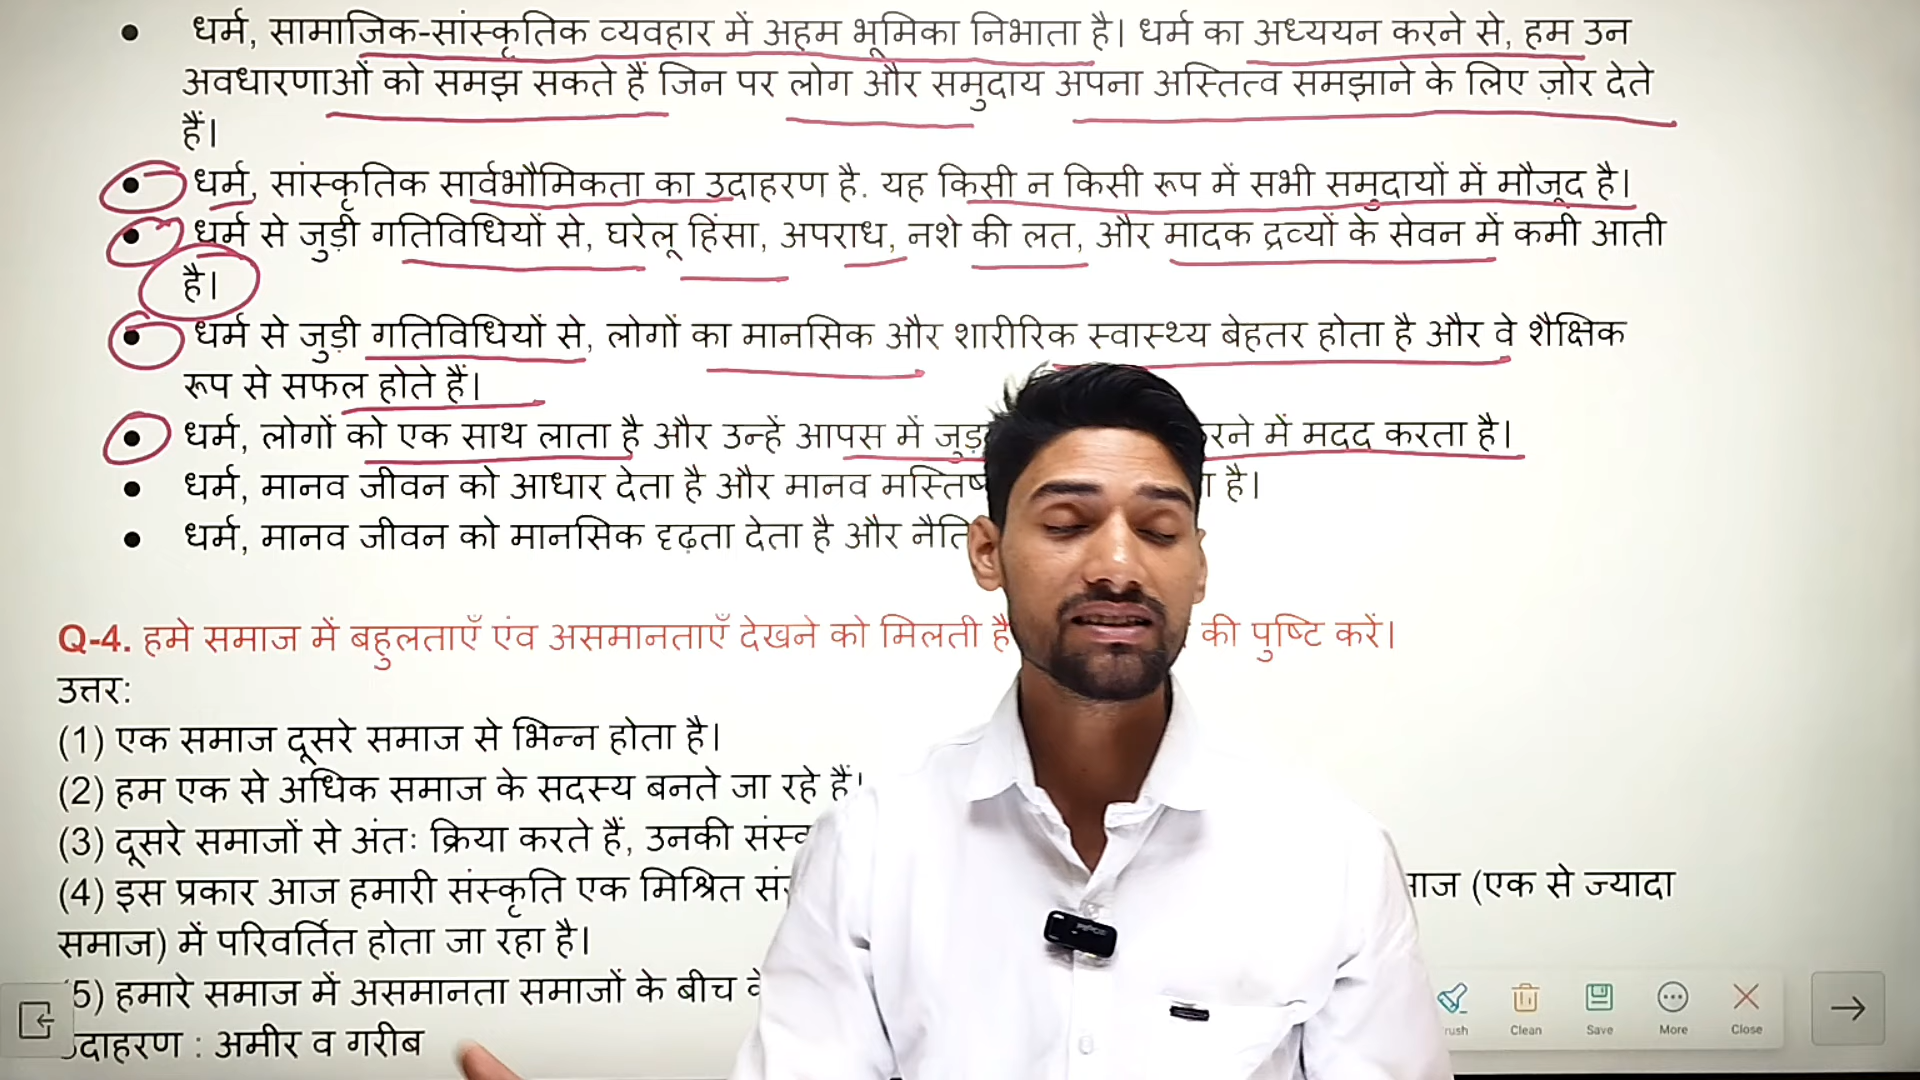 • धर्म, सामाजिक-सांस्कृतिक व्यवहार में अहम भूमिका निभाता है। धर्म का अध्ययन करने से, हम उन
अवधारणाओं को समझ सकते हैं जिन पर लोग और समुदाय अपना अस्तित्व समझाने के लिए ज़ोर देते
हैं।
• धर्म, सांस्कृतिक सार्वभौमिकता का उदाहरण है. यह किसी न किसी रूप में सभी समुदायों में मौजूद है।
• धर्म से जुड़ी गतिविधियों से, घरेलू हिंसा, अपराध, नशे की लत, और मादक द्रव्यों के सेवन में कमी आती
है।
• धर्म से जुड़ी गतिविधियों से, लोगों का मानसिक और शारीरिक स्वास्थ्य बेहतर होता है और वे शैक्षिक
रूप से सफल होते हैं।
• धर्म, लोगों को एक साथ लाता है और उन्हें आपस में में मदद करता है।
• धर्म, मानव जीवन को आधार देता है और मानव है।
• धर्म, मानव जीवन को मानसिक दृढ़ता देता है और
Q-4. हमे समाज में बहुलताएँ एंव असमानताएँ देखने को मिलती की पुष्टि करें।
उत्तर:
(1) एक समाज दूसरे समाज से भिन्न होता है।
(2) हम एक से अधिक समाज के सदस्य बनते जा रहे हैं।
(3) दूसरे समाजों से अंतः क्रिया करते हैं, उनकी
(4) इस प्रकार आज हमारी संस्कृति एक मिश्रित (एक से ज्यादा
समाज) में परिवर्तित होता जा रहा है।
5) हमारे समाज में असमानता समाजों के बीच
उदाहरण : अमीर व गरीब
Clean Save More Close